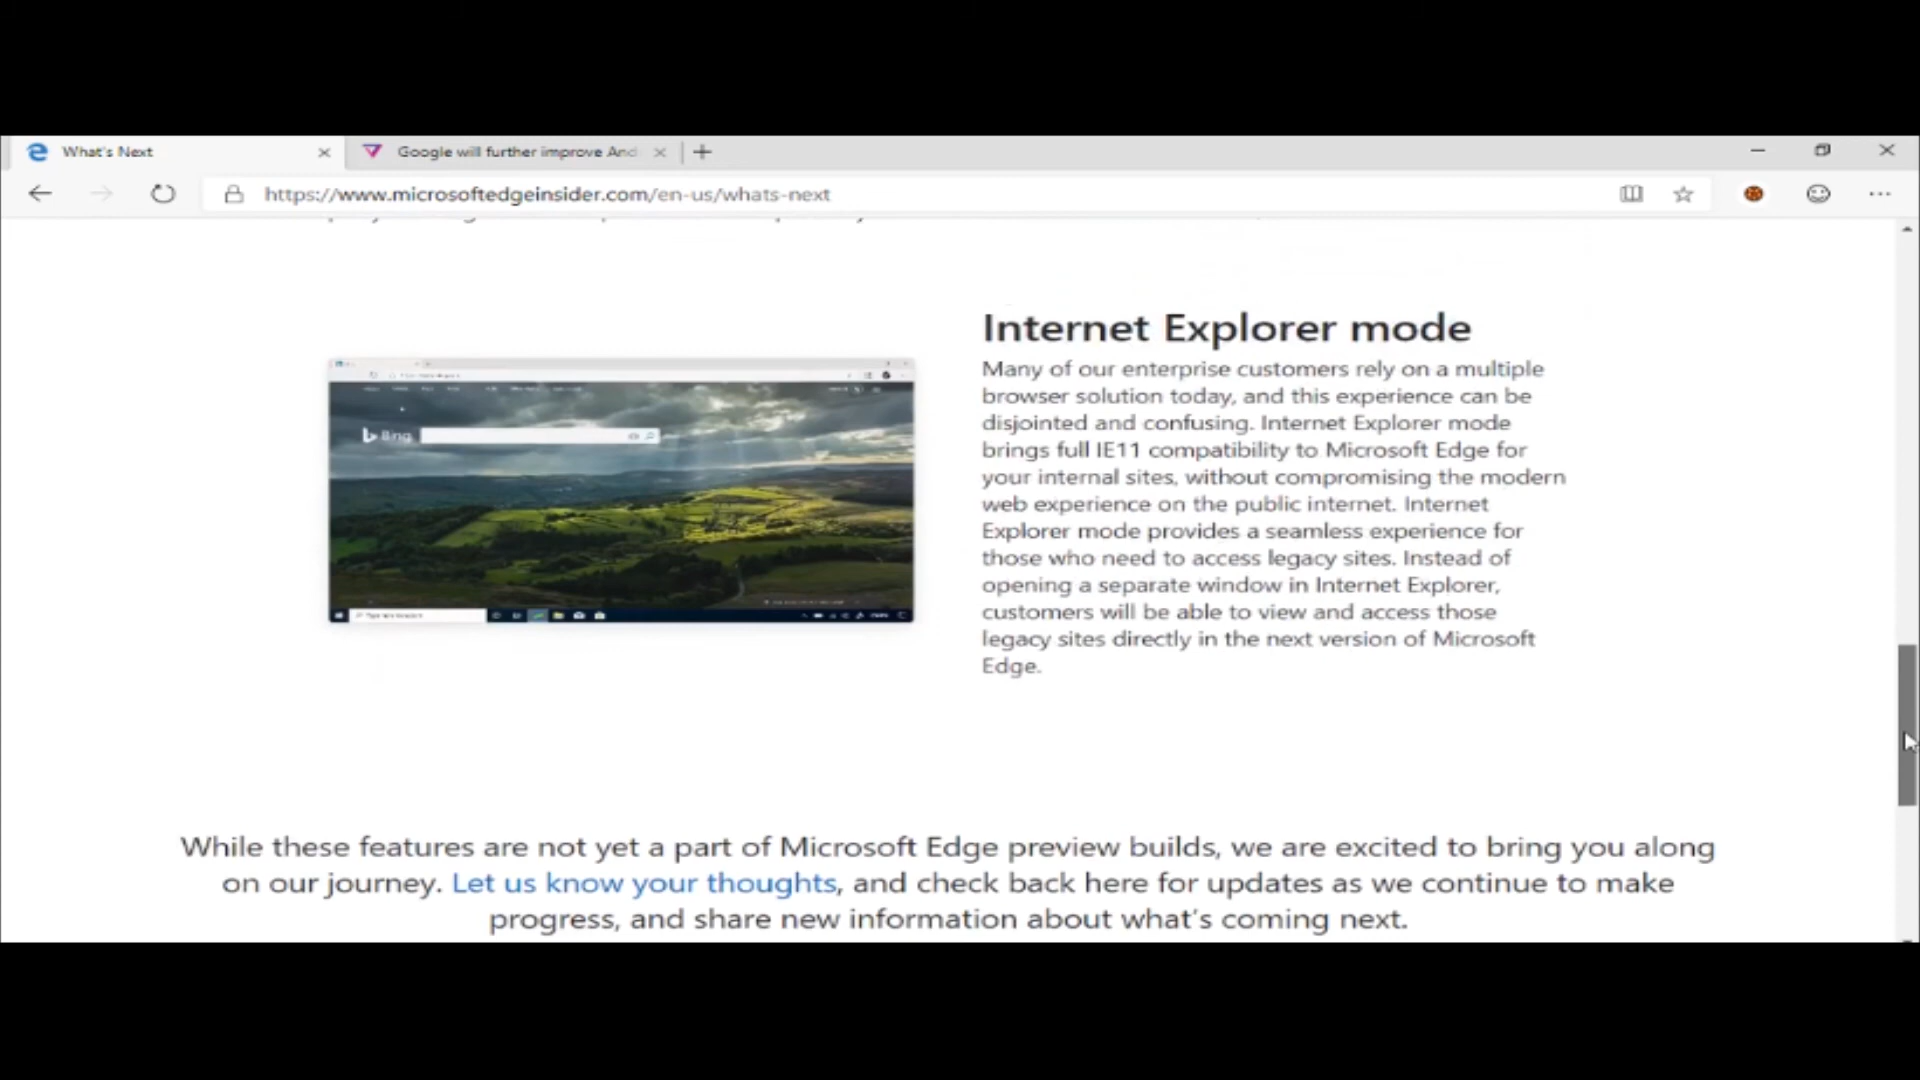 What's Next
Google will further improve And
https://www.microsoftedgeinsider.com/en-us/whats-next
Internet Explorer mode
Many of our enterprise customers rely on a multiple
browser solution today, and this experience can be
disjointed and confusing. Internet Explorer mode
brings full IE11 compatibility to Microsoft Edge for
your internal sites, without compromising the modern
web experience on the public internet. Internet
Explorer mode provides a seamless experience for
those who need to access legacy sites. Instead of
opening a separate window in Internet Explorer,
customers will be able to view and access those
legacy sites directly in the next version of Microsoft
Edge.
Bing
While these features are not yet a part of Microsoft Edge preview builds, we are excited to bring you along
on our journey. Let us know your thoughts, and check back here for updates as we continue to make
progress, and share new information about what's coming next.